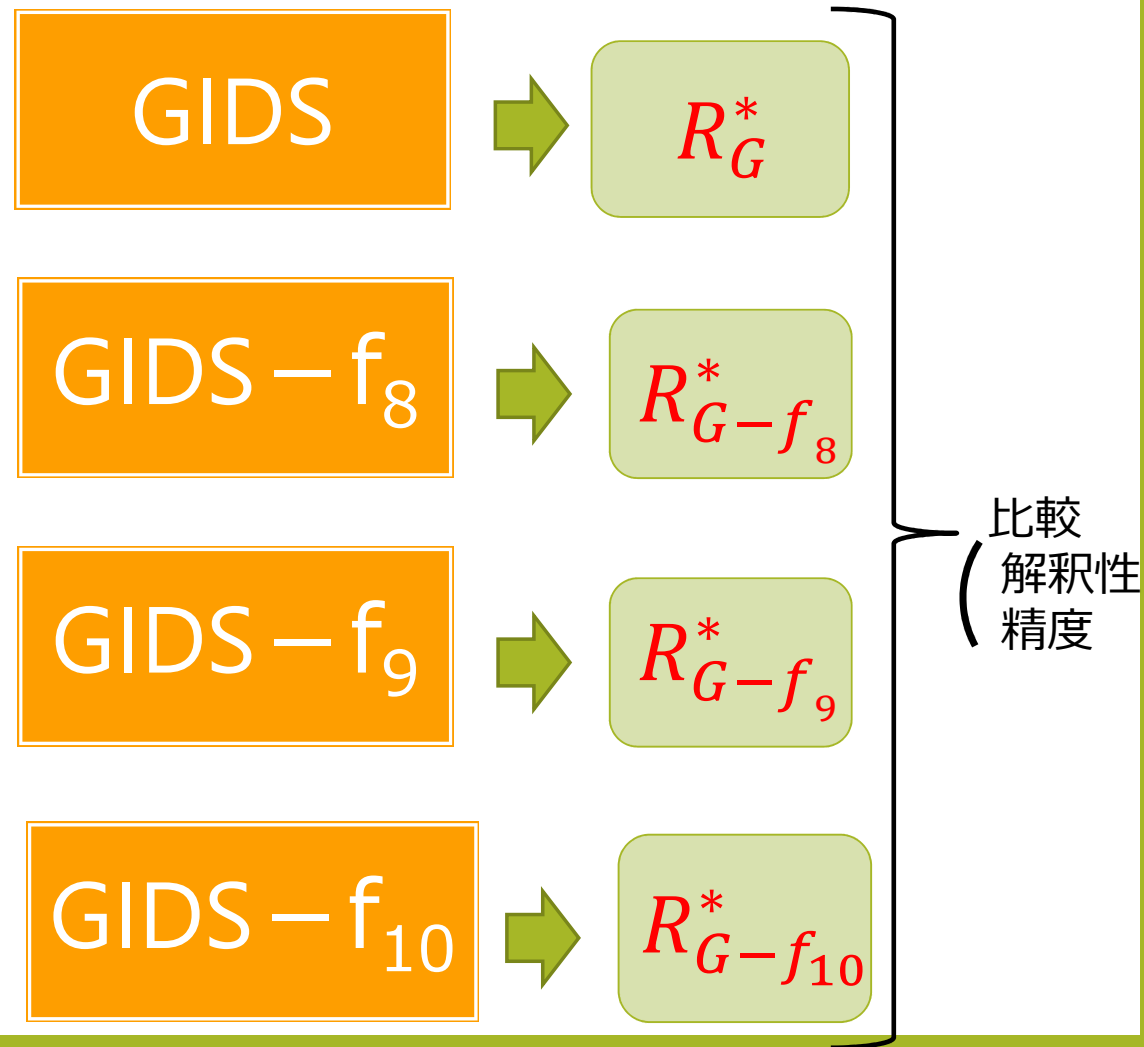 GIDS
R*G
GIDS－f8
R*G−f8
GIDS－f9
R*G−f9
GIDS－f10
R*G−f10
比較
解釈性
精度